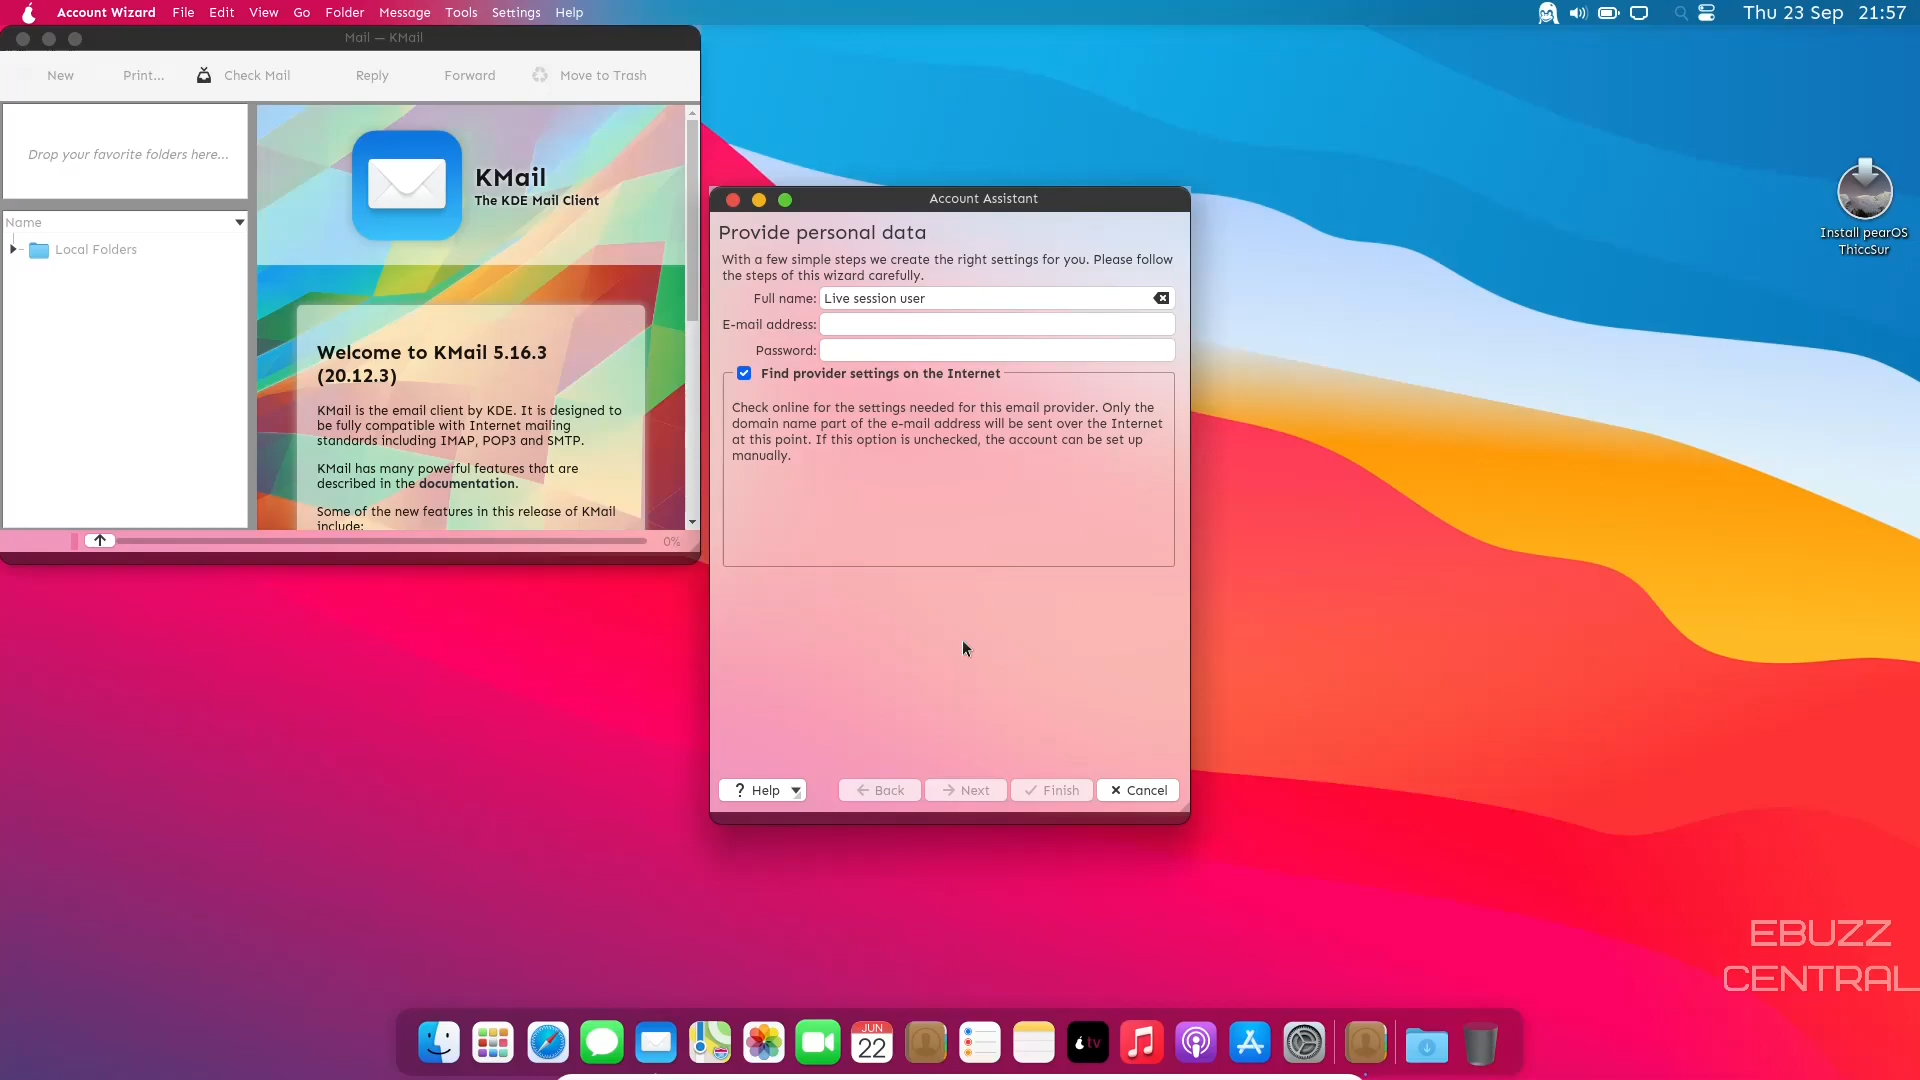 Account Wizard File Edit View Go Folder Message Tools Settings Help
Thu 23 Sep 21:57
Mail — KMail
New Print... Check Mail Reply Forward Move to Trash
Drop your favorite folders here...
Name
Local Folders
KMail
The KDE Mail Client
Welcome to KMail 5.16.3
(20.12.3)
KMail is the email client by KDE. It is designed to
be fully compatible with Internet mailing
standards including IMAP, POP3 and SMTP.
KMail has many powerful features that are
described in the documentation.
Some of the new features in this release of KMail
include:
0%
Account Assistant
Provide personal data
With a few simple steps we create the right settings for you. Please follow
the steps of this wizard carefully.
Full name: Live session user
E-mail address:
Password:
Find provider settings on the Internet
Check online for the settings needed for this email provider. Only the
domain name part of the e-mail address will be sent over the Internet
at this point. If this option is unchecked, the account can be set up
manually.
? Help Back Next Finish Cancel
Install pearOS
ThiccSur
EBUZZ
CENTRAL
JUN
22
tv